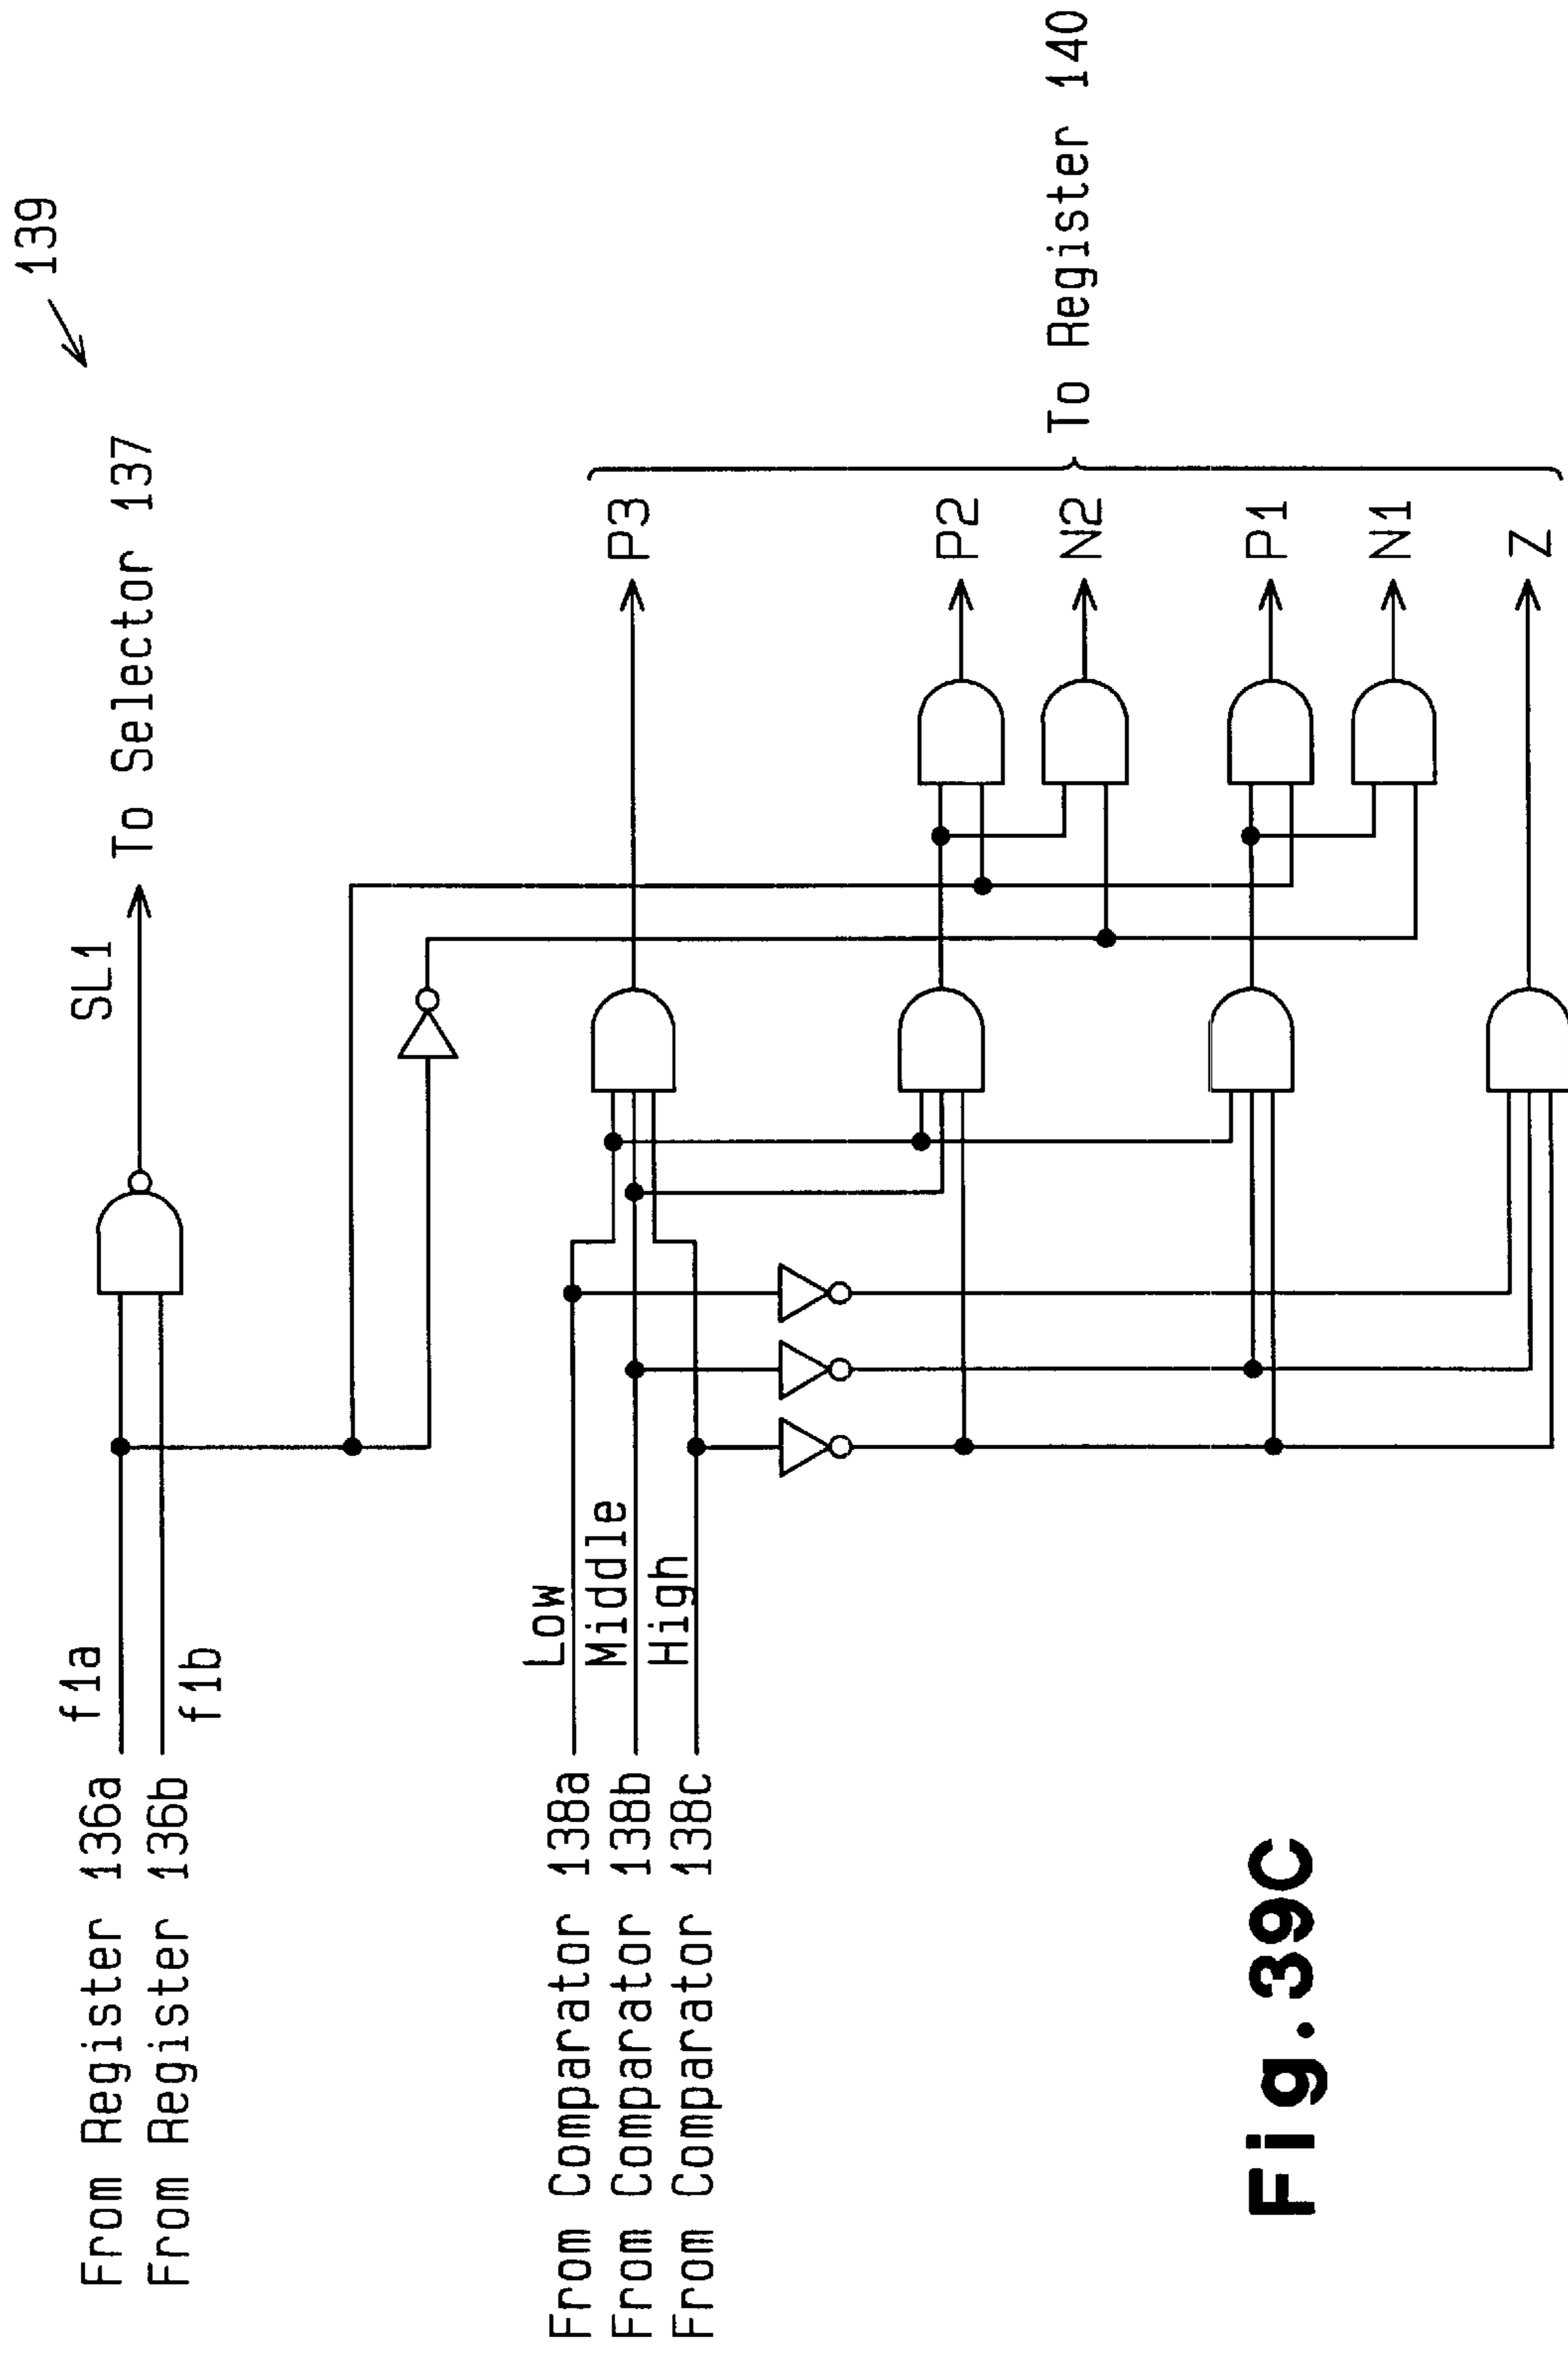 139
From Register 136a
f1a
From Register 136b
f1b
SL1
To Selector 137
From Comparator 138a
Low
From Comparator 138b
Middle
From Comparator 138c
High
P3
P2
N2
P1
N1
Z
To Register 140
Fig.39C